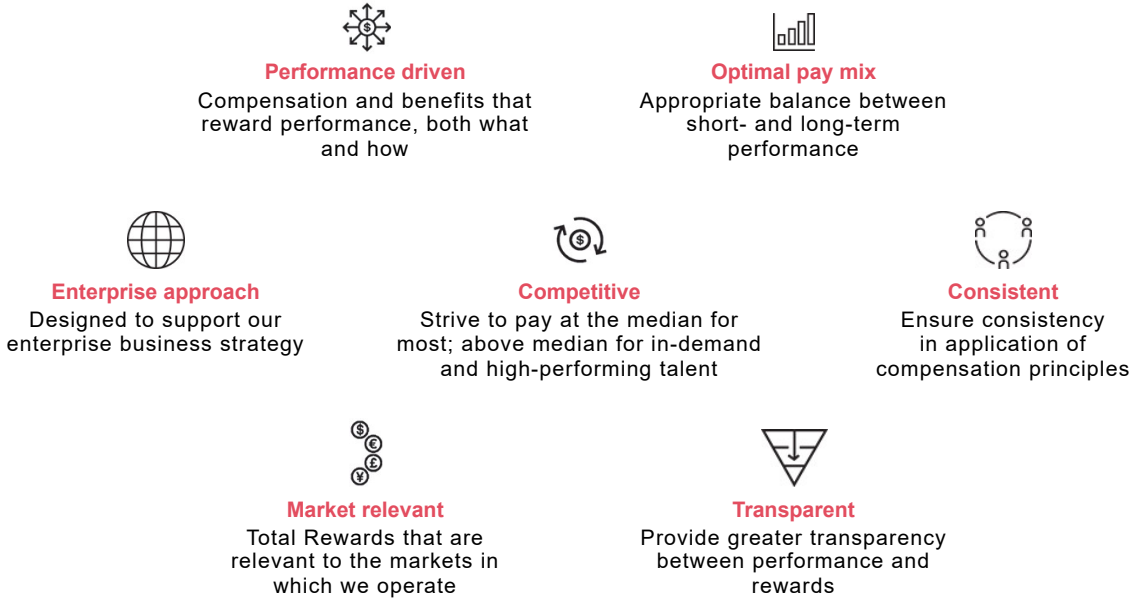 Performance driven
Compensation and benefits that
reward performance, both what
and how
Optimal pay mix
Appropriate balance between
short- and long-term
performance
Enterprise approach
Designed to support our
enterprise business strategy
Competitive
Strive to pay at the median for
most; above median for in-demand
and high-performing talent
Consistent
Ensure consistency
in application of
compensation principles
Market relevant
Total Rewards that are
relevant to the markets in
which we operate
Transparent
Provide greater transparency
between performance and
rewards